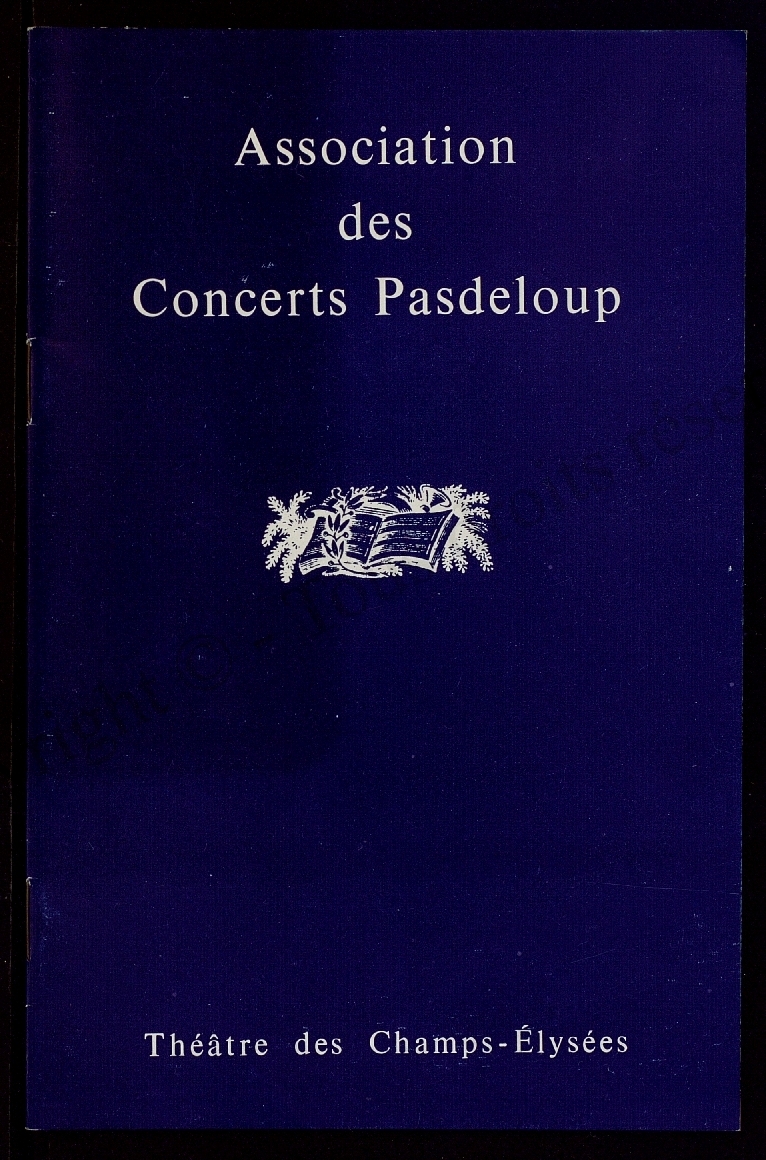 Association
des
Concerts Pasdeloup
Théâtre des Champs-Élysées